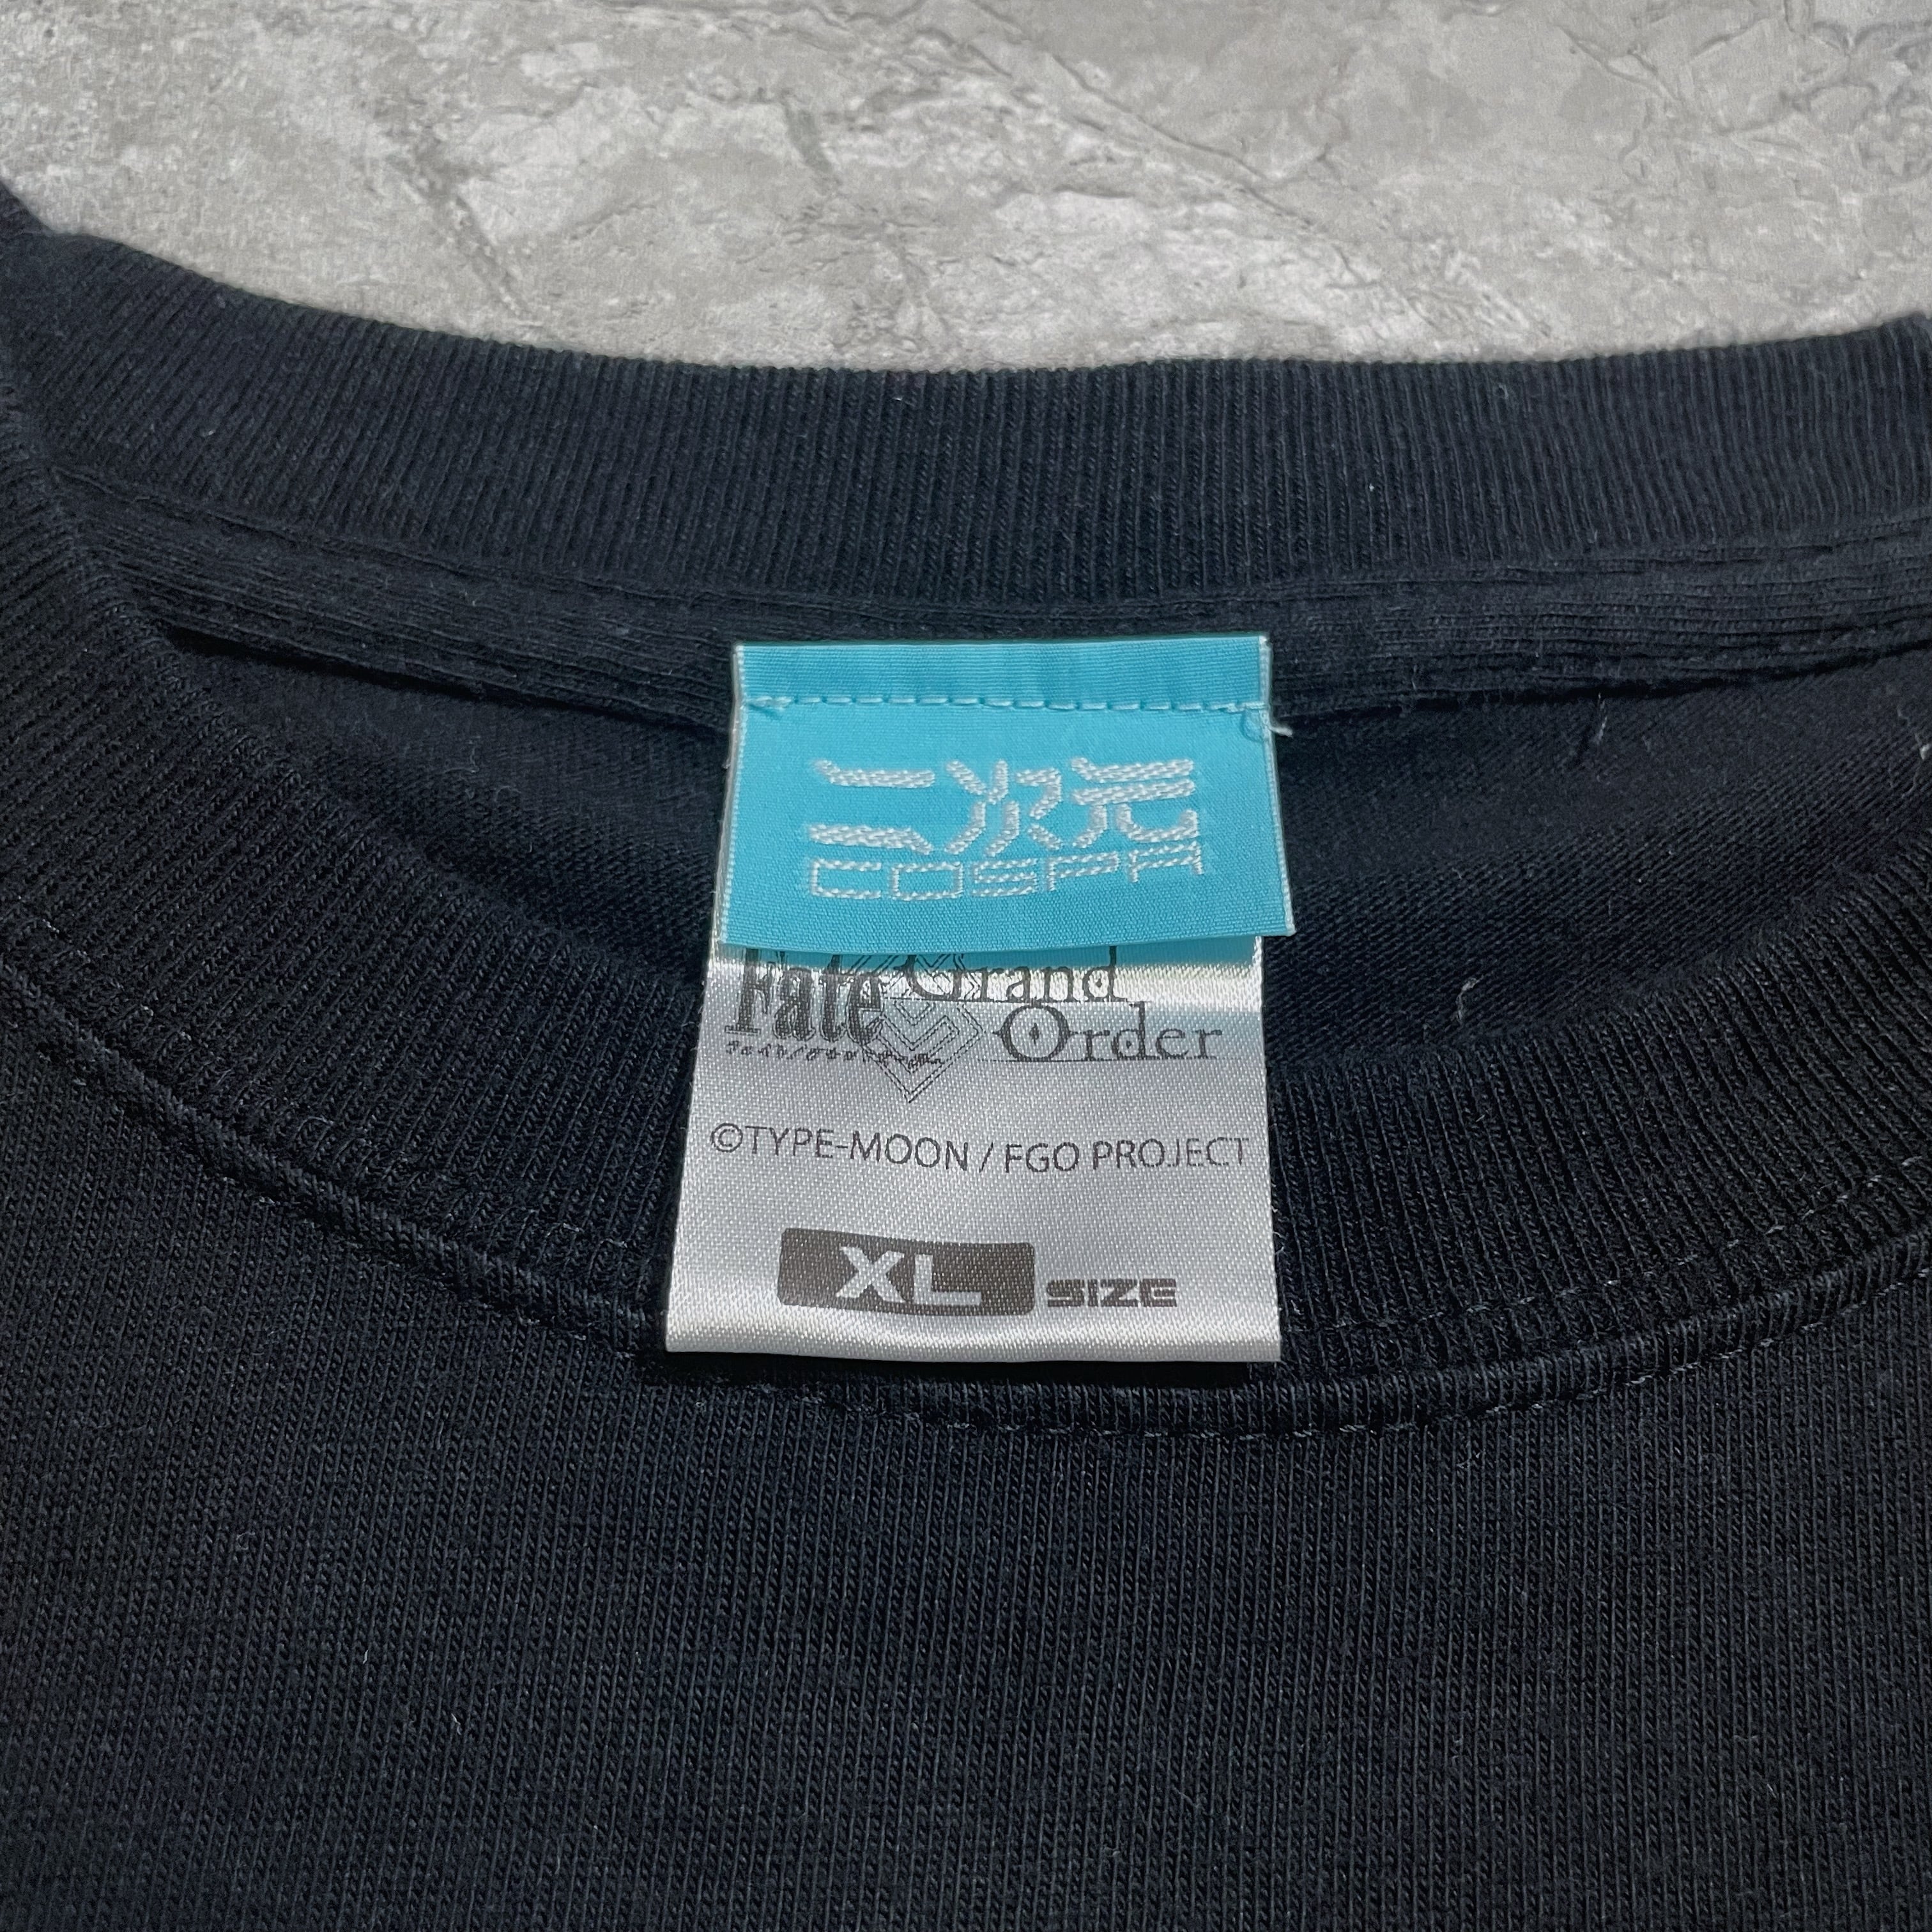 二次元
COSPA
Fate Grand
Order
©TYPE-MOON / FGO PROJECT
XL SIZE